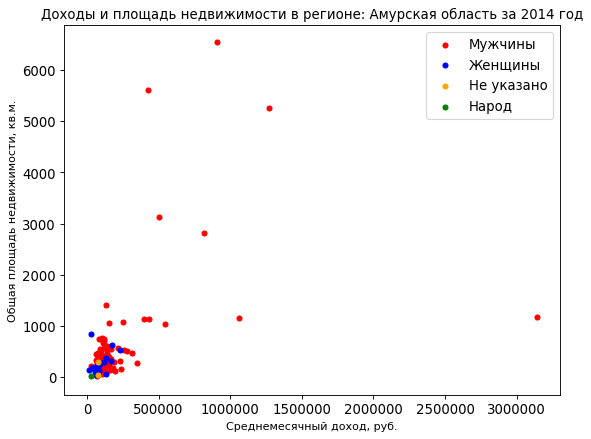 Доходы и площадь недвижимости в регионе: Амурская область за 2014 год
Общая площадь недвижимости, кв.м.
6000
5000
4000
3000
2000
1000
0
Мужчины
Женщины
Не указано
Народ
0 500000 1000000 1500000 2000000 2500000 3000000
Среднемесячный доход, руб.